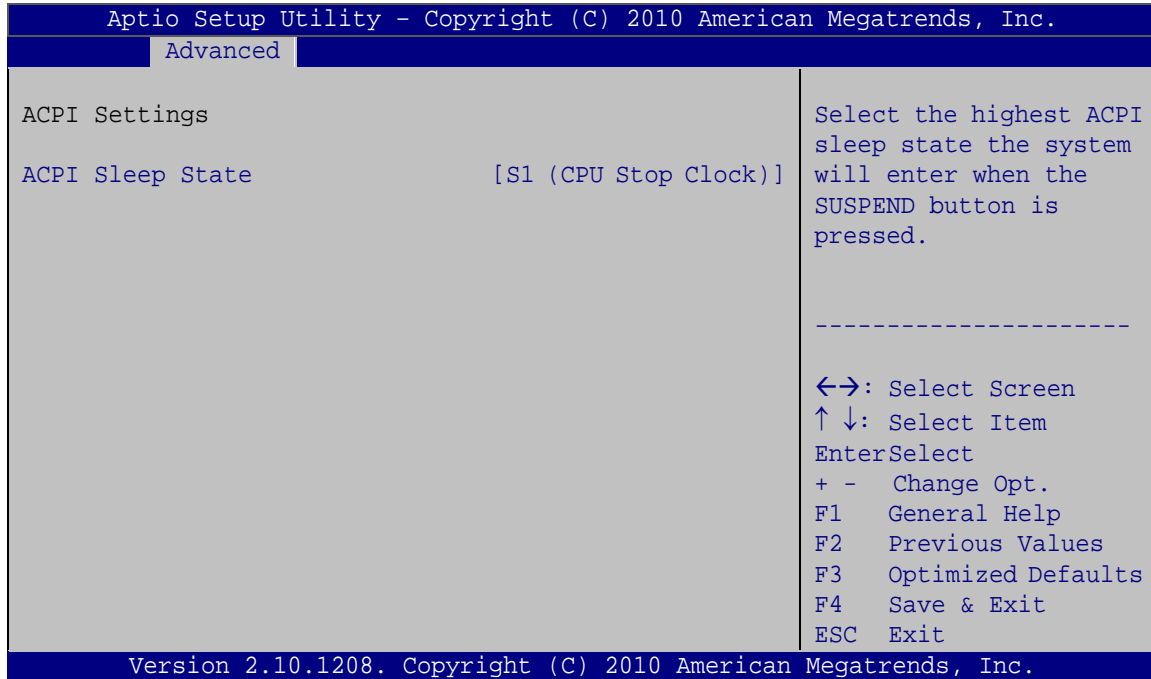 Aptio Setup Utility – Copyright (C) 2010 American Megatrends, Inc.
Advanced
ACPI Settings
ACPI Sleep State [S1 (CPU Stop Clock)]
Select the highest ACPI
sleep state the system
will enter when the
SUSPEND button is
pressed.
----------------------
←→: Select Screen
↑ ↓: Select Item
EnterSelect
+ - Change Opt.
F1 General Help
F2 Previous Values
F3 Optimized Defaults
F4 Save & Exit
ESC Exit
Version 2.10.1208. Copyright (C) 2010 American Megatrends, Inc.